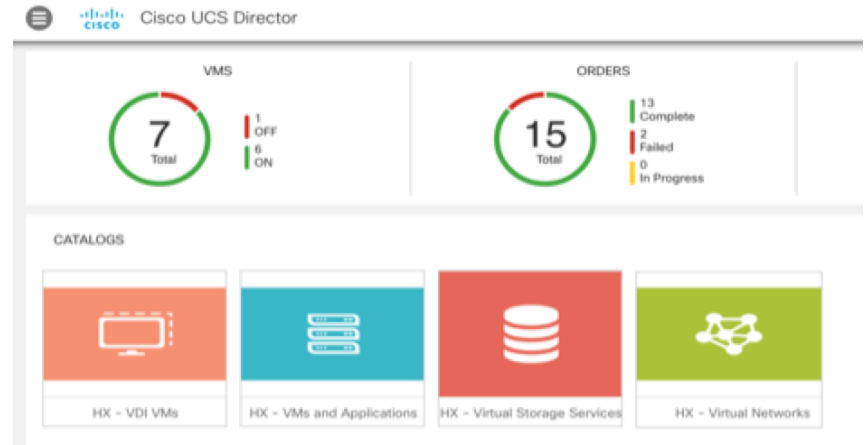 CISCO Cisco UCS Director
VMS
7
Total
1
OFF
6
ON
ORDERS
15
Total
13
Complete
2
Failed
0
In Progress
CATALOGS
HX - VDI VMs
HX - VMs and Applications
HX - Virtual Storage Services
HX - Virtual Networks